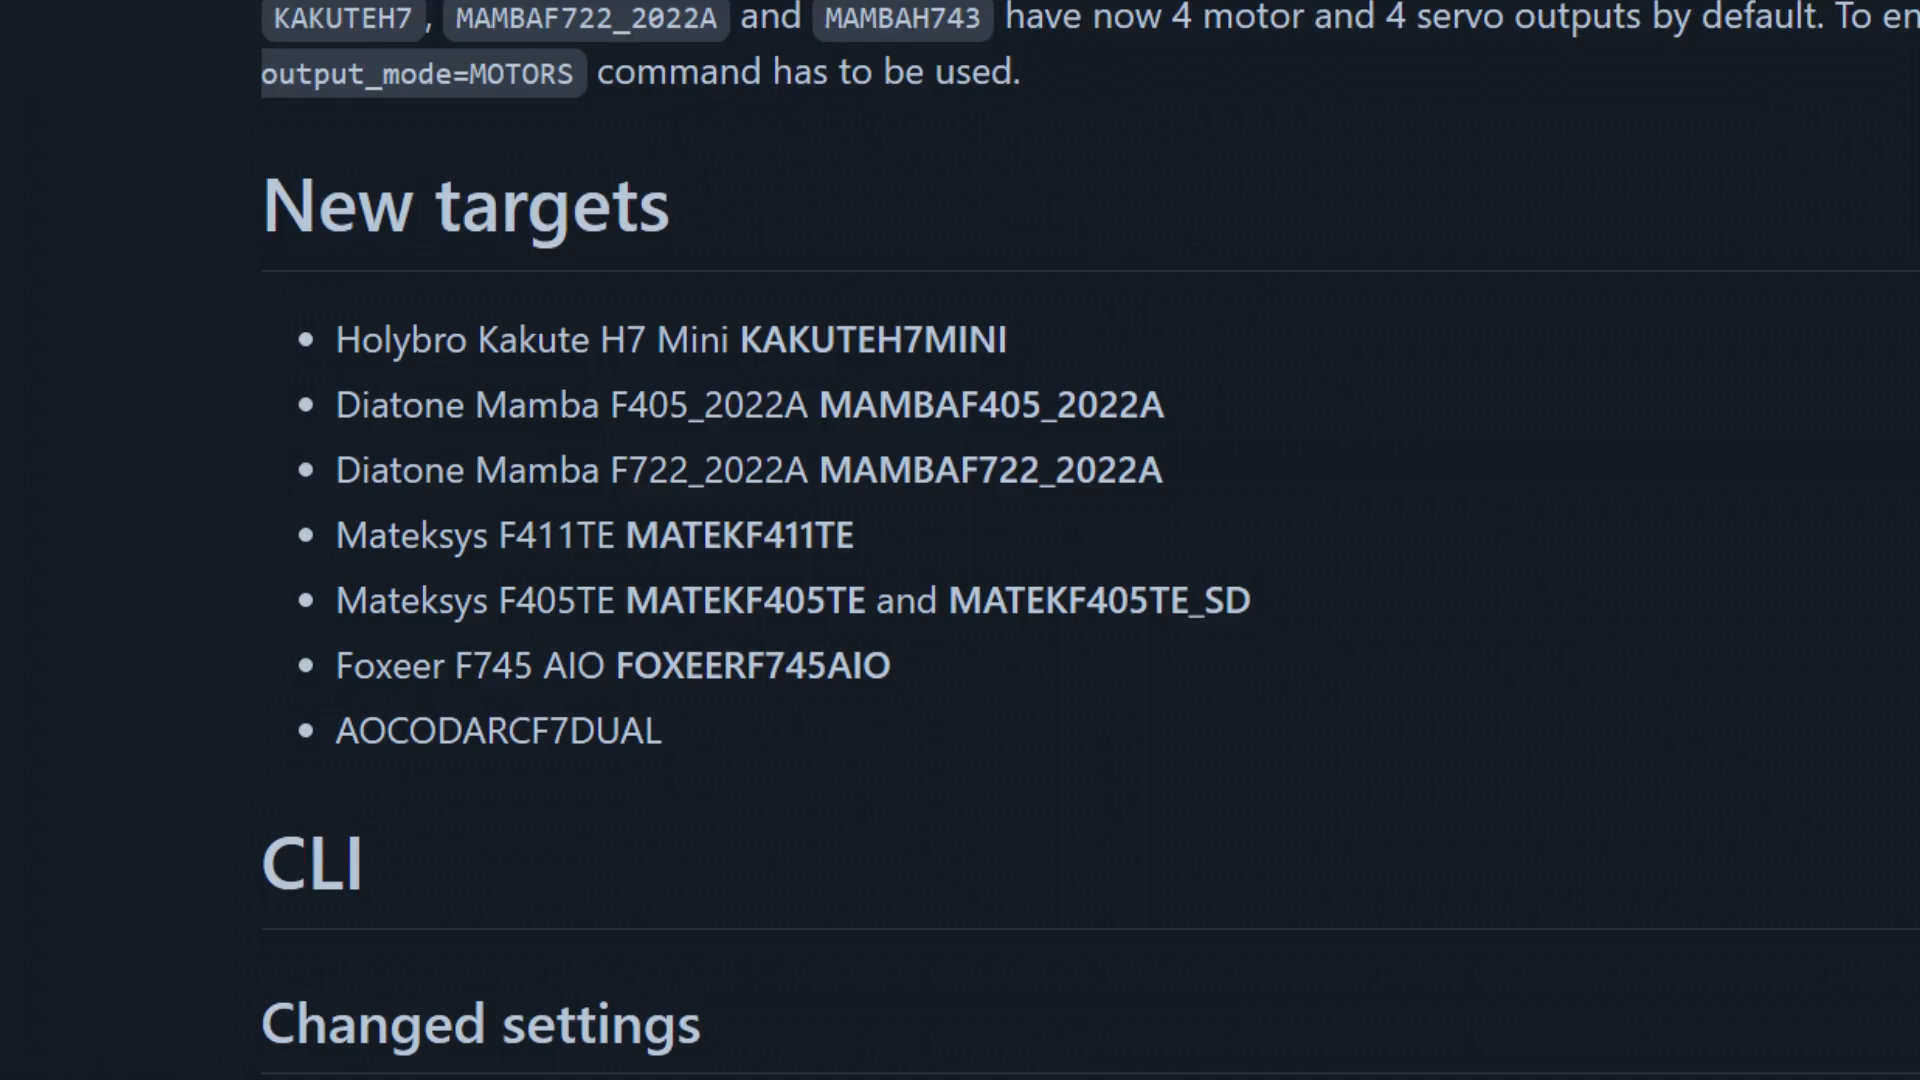 KAKUTEH7, MAMBAF722_2022A and MAMBAH743 have now 4 motor and 4 servo outputs by default. To
output_mode=MOTORS command has to be used.
New targets
• Holybro Kakute H7 Mini KAKUTEH7MINI
• Diatone Mamba F405_2022A MAMBAF405_2022A
• Diatone Mamba F722_2022A MAMBAF722_2022A
• Mateksys F411TE MATEKF411TE
• Mateksys F405TE MATEKF405TE and MATEKF405TE_SD
• Foxeer F745 AIO FOXEERF745AIO
• AOCODARCF7DUAL
CLI
Changed settings